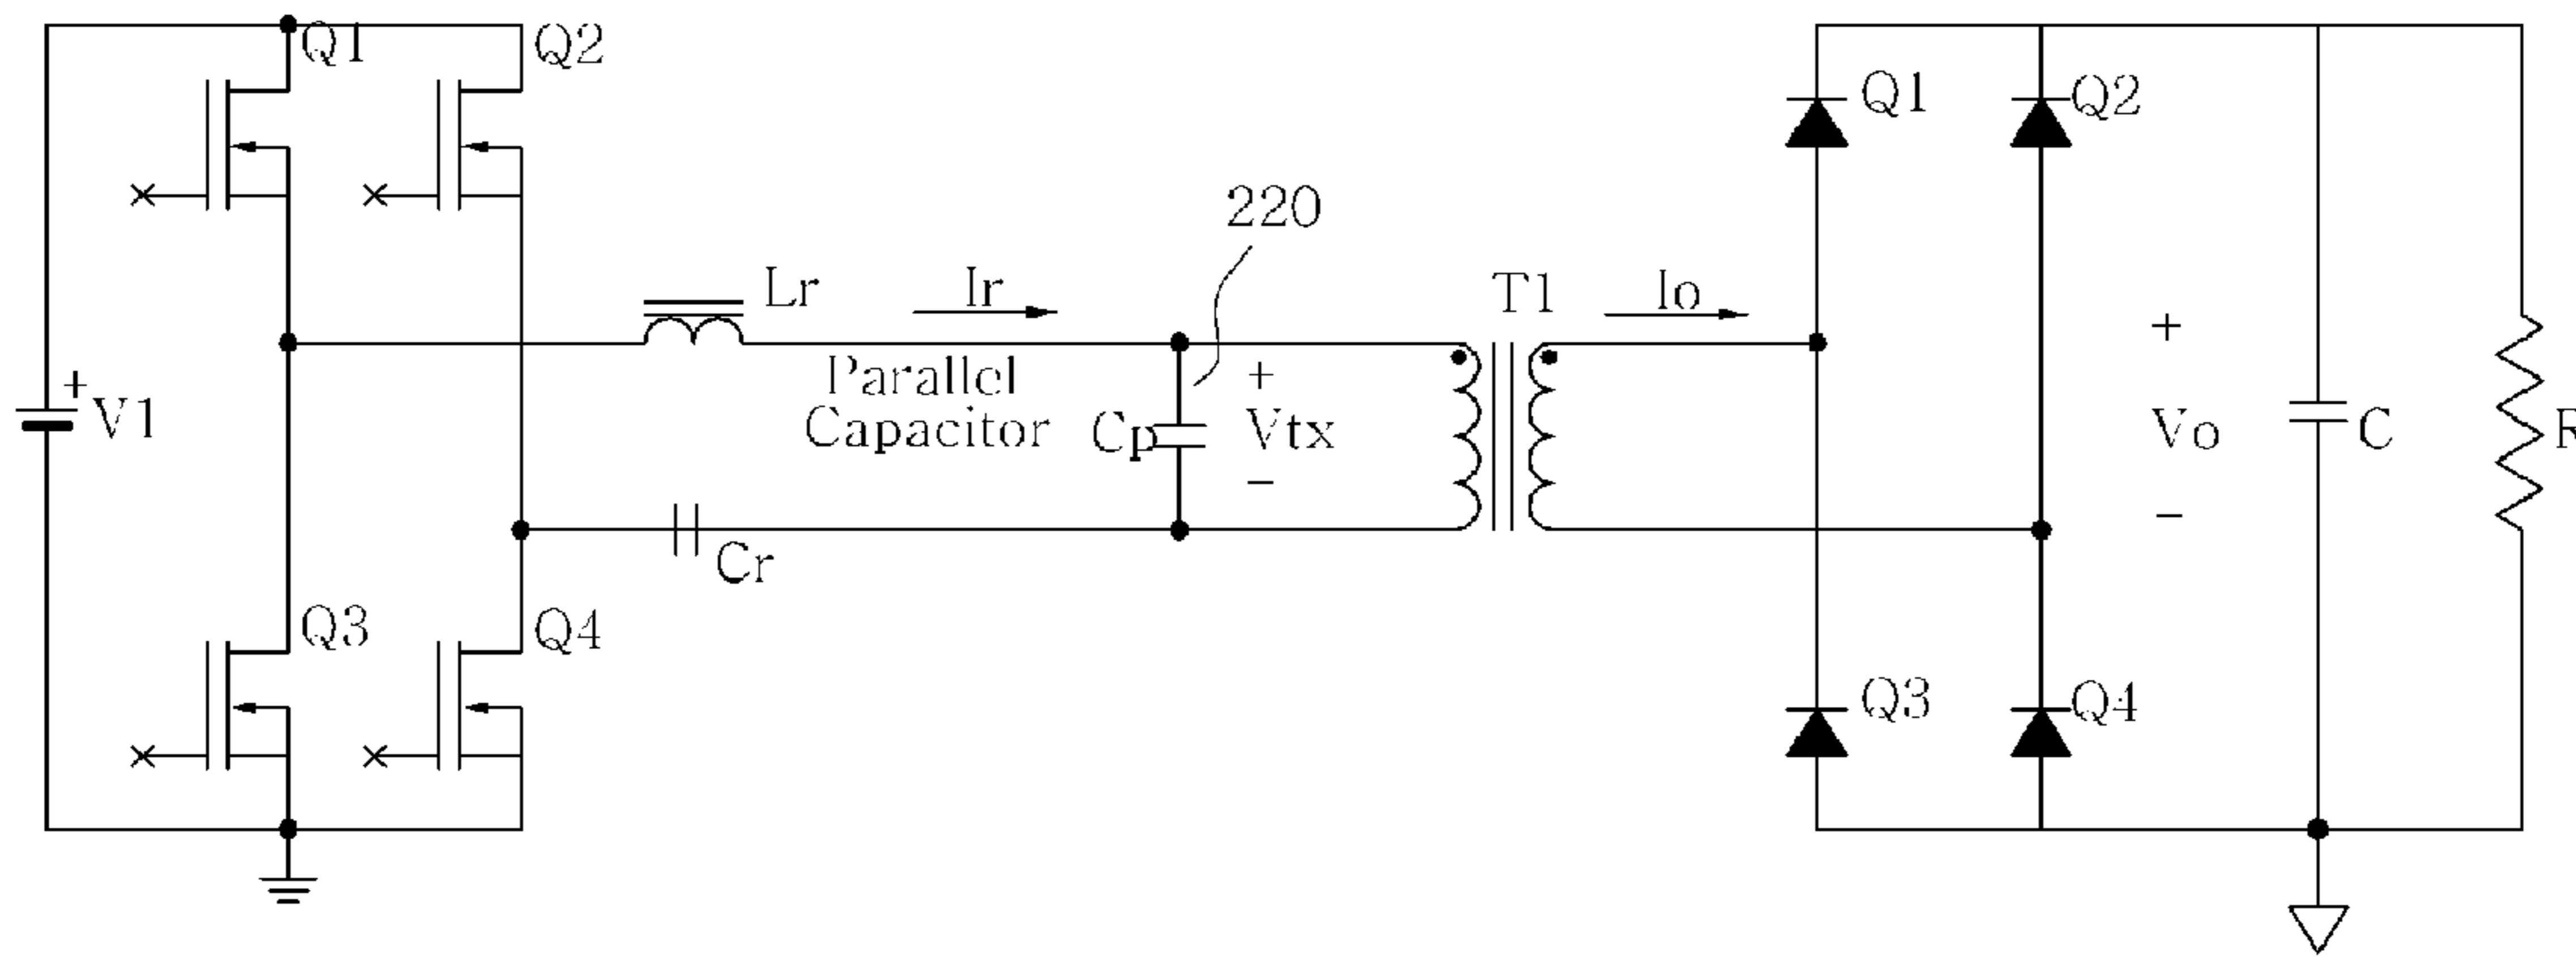 Q1
Q2
Q1
Q2
220
Lr
Ir
T1
Io
+
V1
Parallel
Capacitor
Cp
+
Vtx
−
+
Vo
−
C
R
Cr
Q3
Q4
Q3
Q4